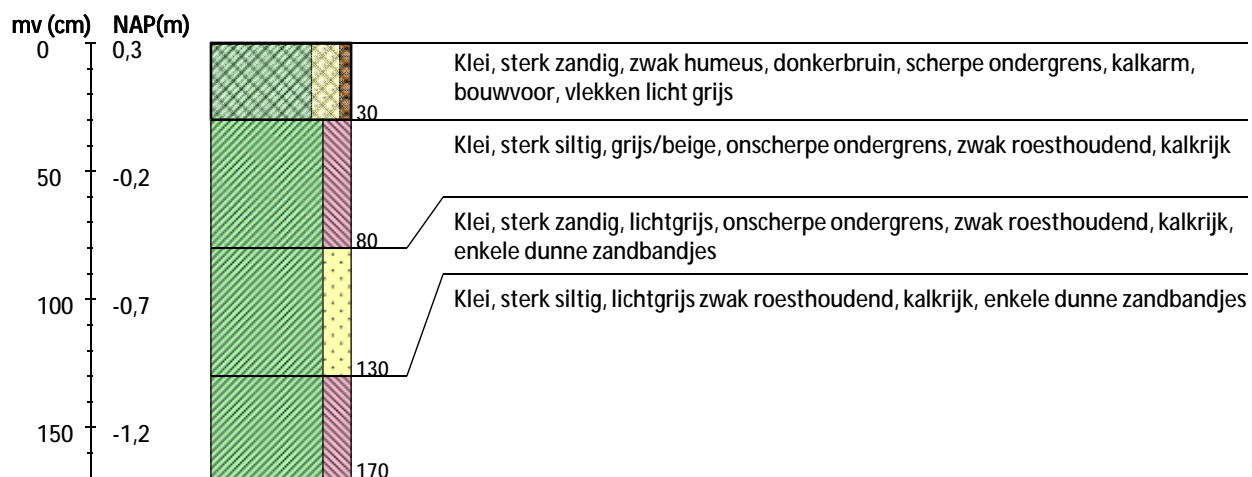 mv (cm) NAP(m)
0 0,3
Klei, sterk zandig, zwak humeus, donkerbruin, scherpe ondergrens, kalkarm,
bouwvoor, vlekken licht grijs
30
Klei, sterk siltig, grijs/beige, onscherpe ondergrens, zwak roesthoudend, kalkrijk
50 -0,2
Klei, sterk zandig, lichtgrijs, onscherpe ondergrens, zwak roesthoudend, kalkrijk,
enkele dunne zandbandjes
80
Klei, sterk siltig, lichtgrijs zwak roesthoudend, kalkrijk, enkele dunne zandbandjes
100 -0,7
130
150 -1,2
170